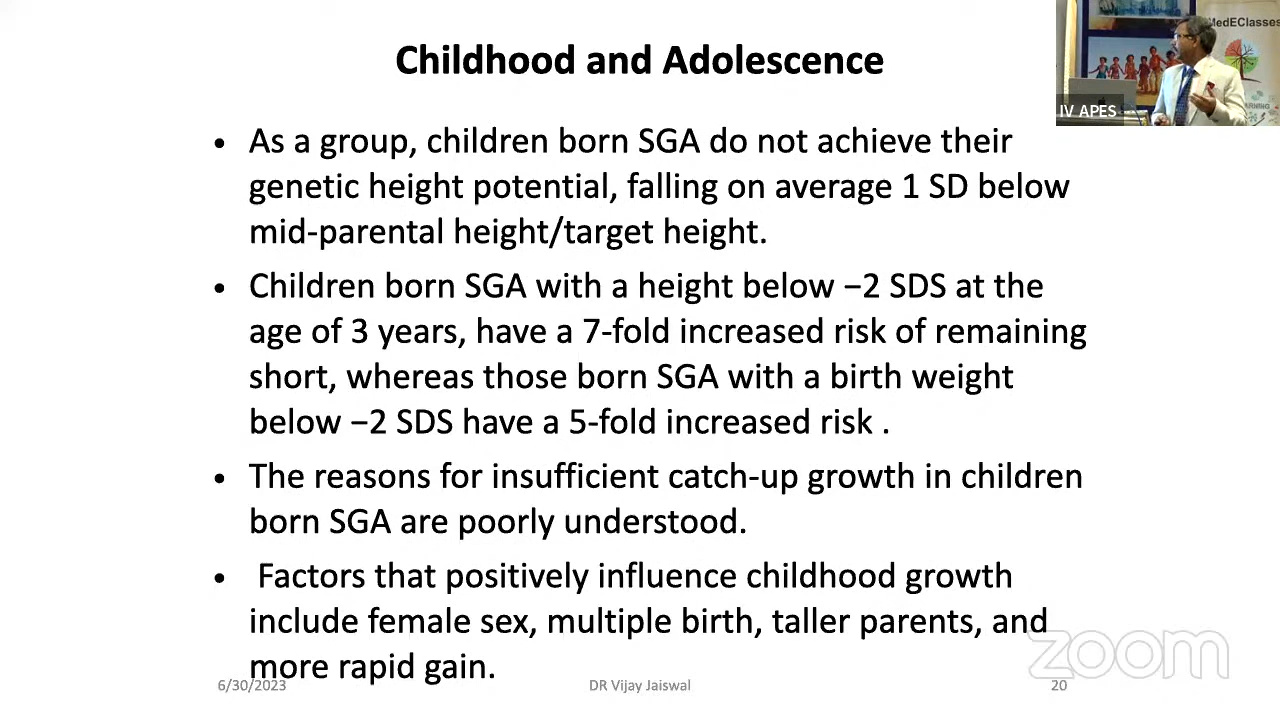 Childhood and Adolescence
MedEClasses
IV APES
• As a group, children born SGA do not achieve their
genetic height potential, falling on average 1 SD below
mid-parental height/target height.
• Children born SGA with a height below −2 SDS at the
age of 3 years, have a 7-fold increased risk of remaining
short, whereas those born SGA with a birth weight
below −2 SDS have a 5-fold increased risk .
• The reasons for insufficient catch-up growth in children
born SGA are poorly understood.
• Factors that positively influence childhood growth
include female sex, multiple birth, taller parents, and
more rapid gain.
zoom
6/30/2023 DR Vijay Jaiswal 20